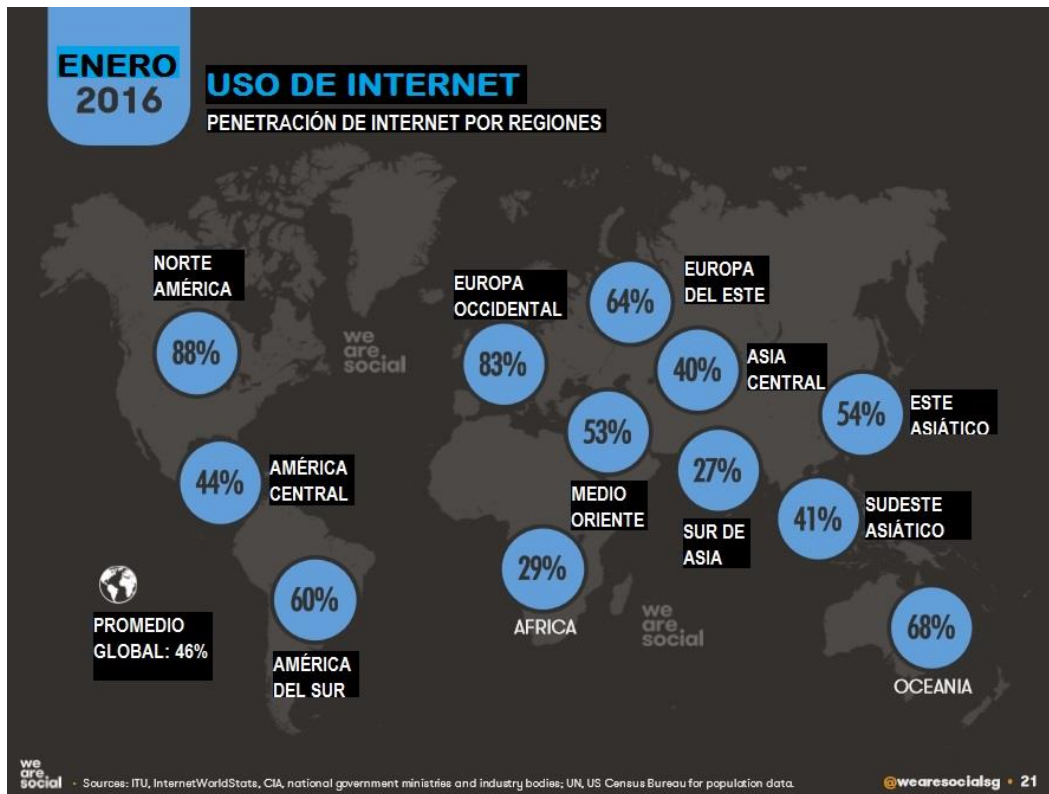 ENERO
2016
USO DE INTERNET
PENETRACIÓN DE INTERNET POR REGIONES
NORTE
AMÉRICA
88%
we
are
social
EUROPA
OCCIDENTAL
83%
64%
EUROPA
DEL ESTE
40%
ASIA
CENTRAL
54%
ESTE
ASIÁTICO
53%
MEDIO
ORIENTE
27%
SUR DE
ASIA
44%
AMÉRICA
CENTRAL
41%
SUDESTE
ASIÁTICO
29%
AFRICA
60%
AMÉRICA
DEL SUR
we
are
social
68%
OCEANIA
PROMEDIO
GLOBAL: 46%
we
are
social
• Sources: ITU, InternetWorldStats, CIA, national government ministries and industry bodies; UN, US Census Bureau for population data.
@wearesocialsg • 21